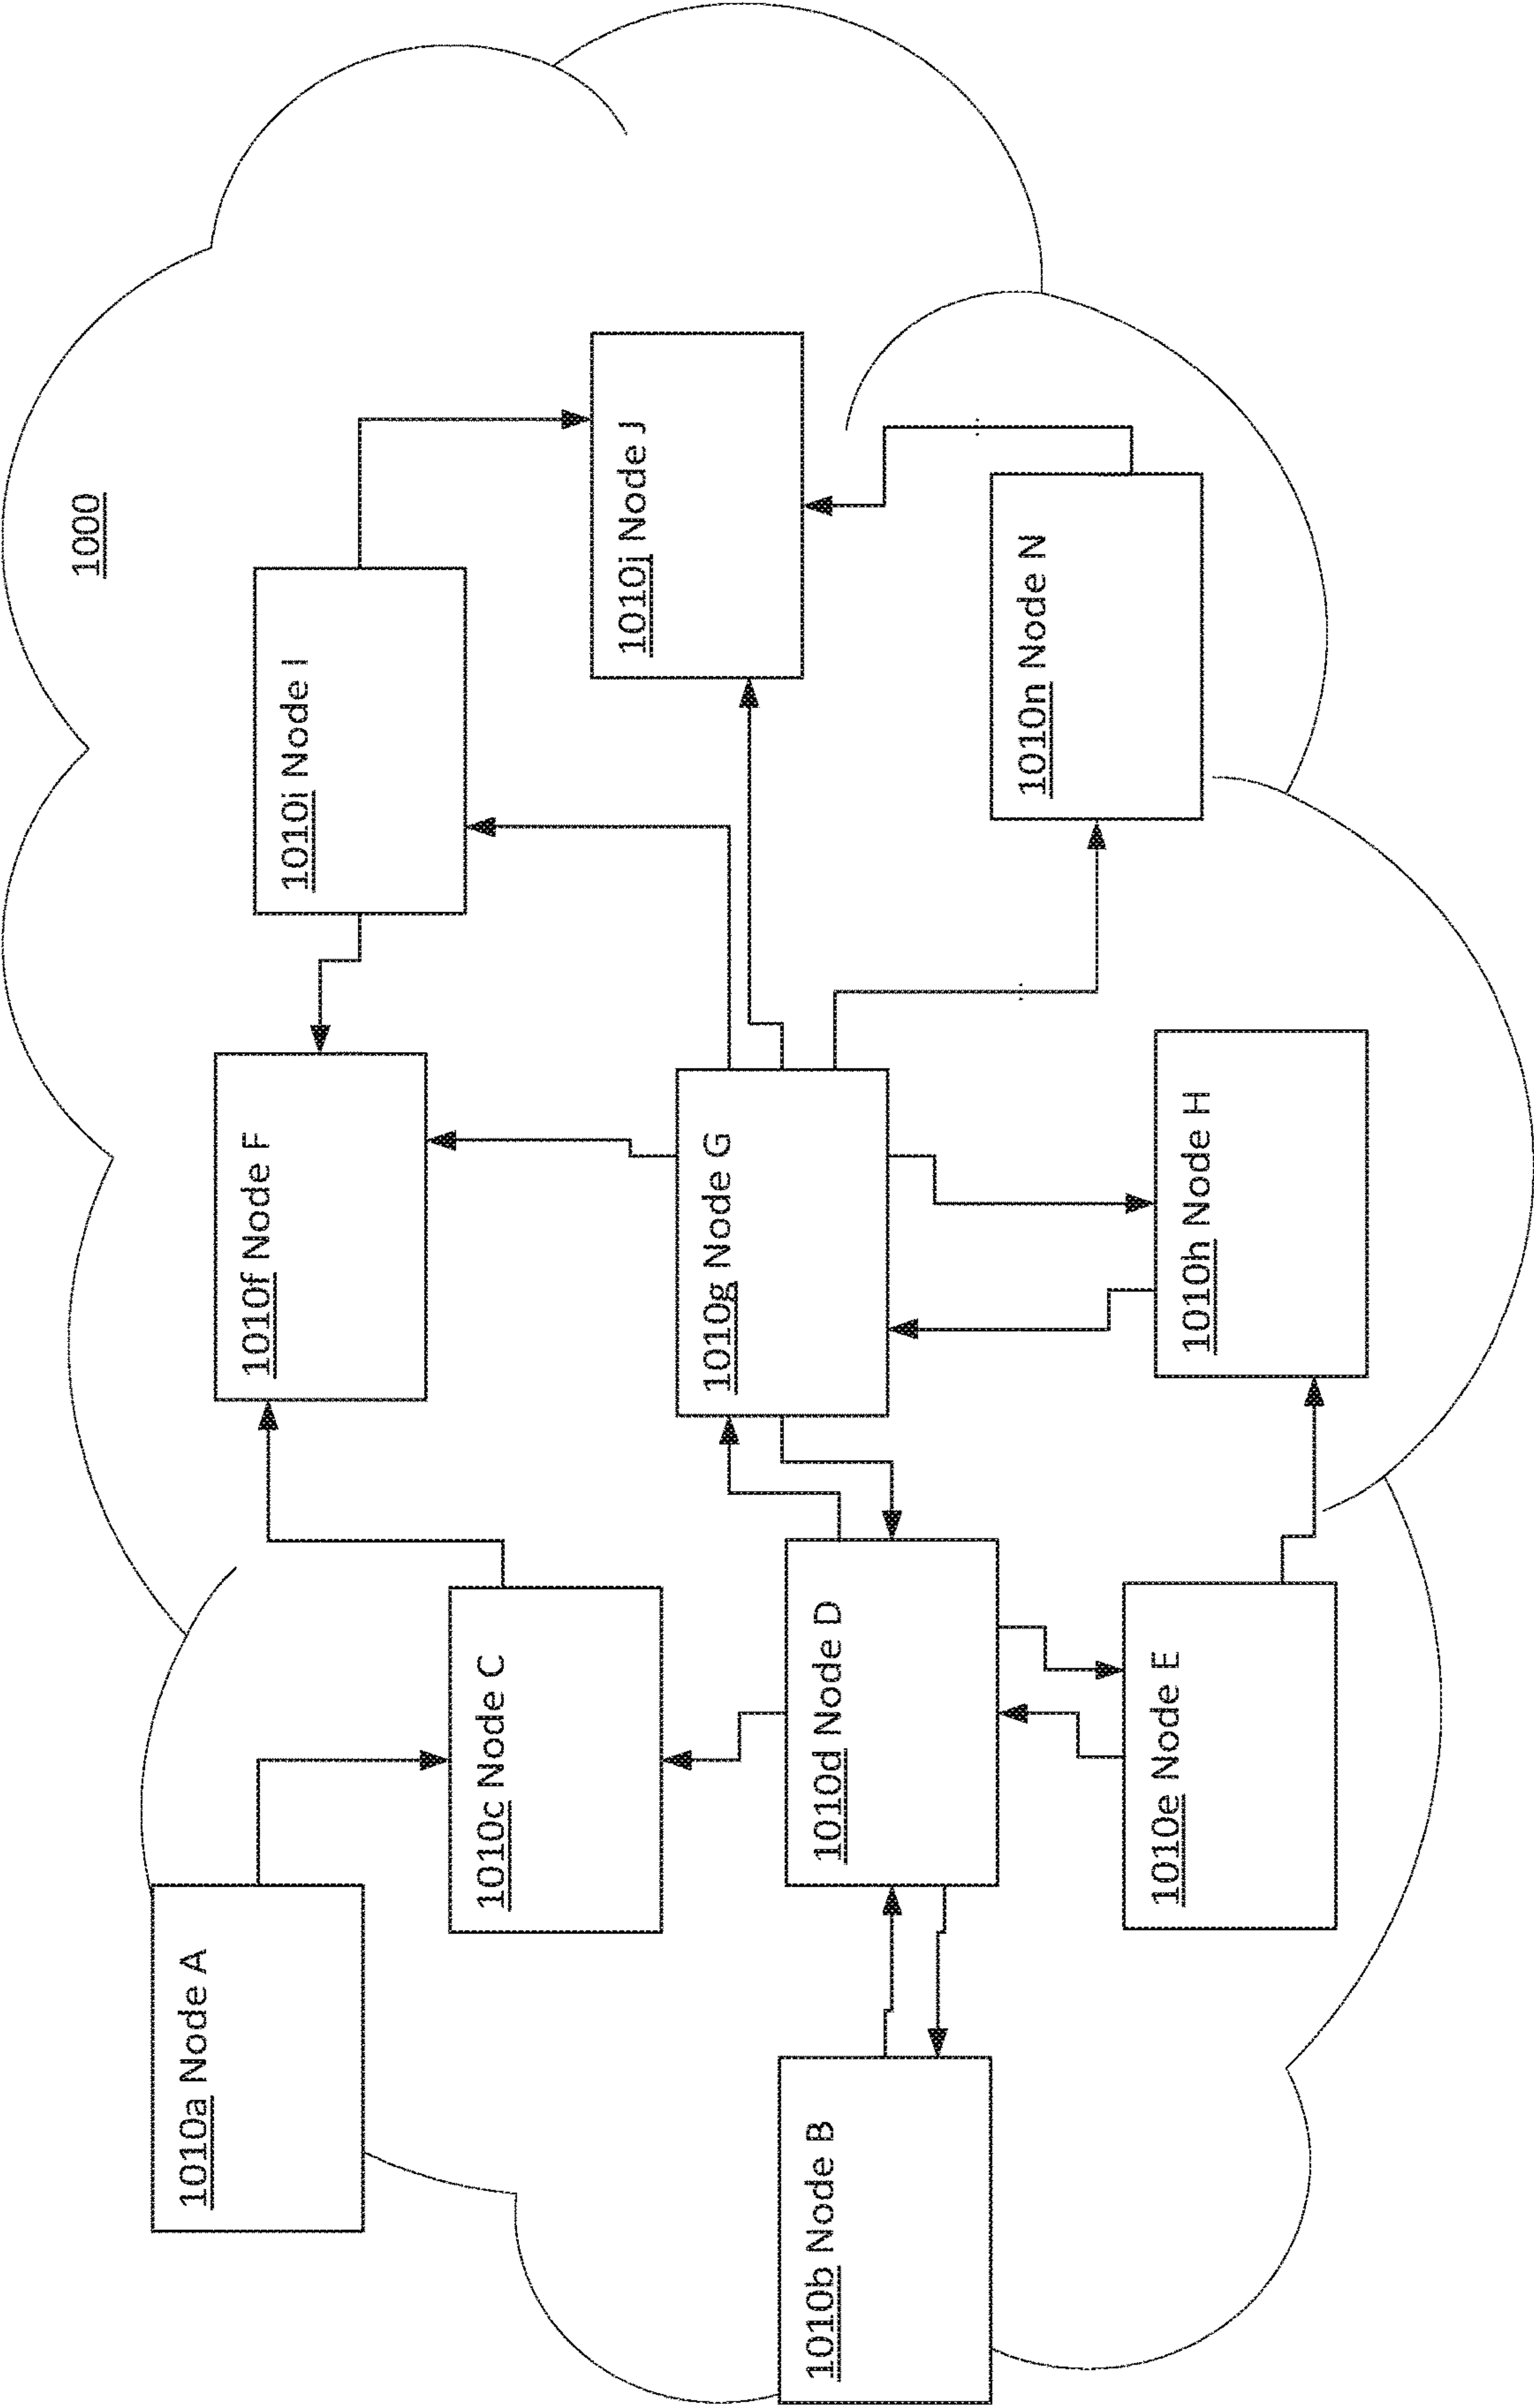 1000
1010a Node A
1010b Node B
1010c Node C
1010d Node D
1010e Node E
1010f Node F
1010g Node G
1010h Node H
1010i Node I
1010j Node J
1010n Node N